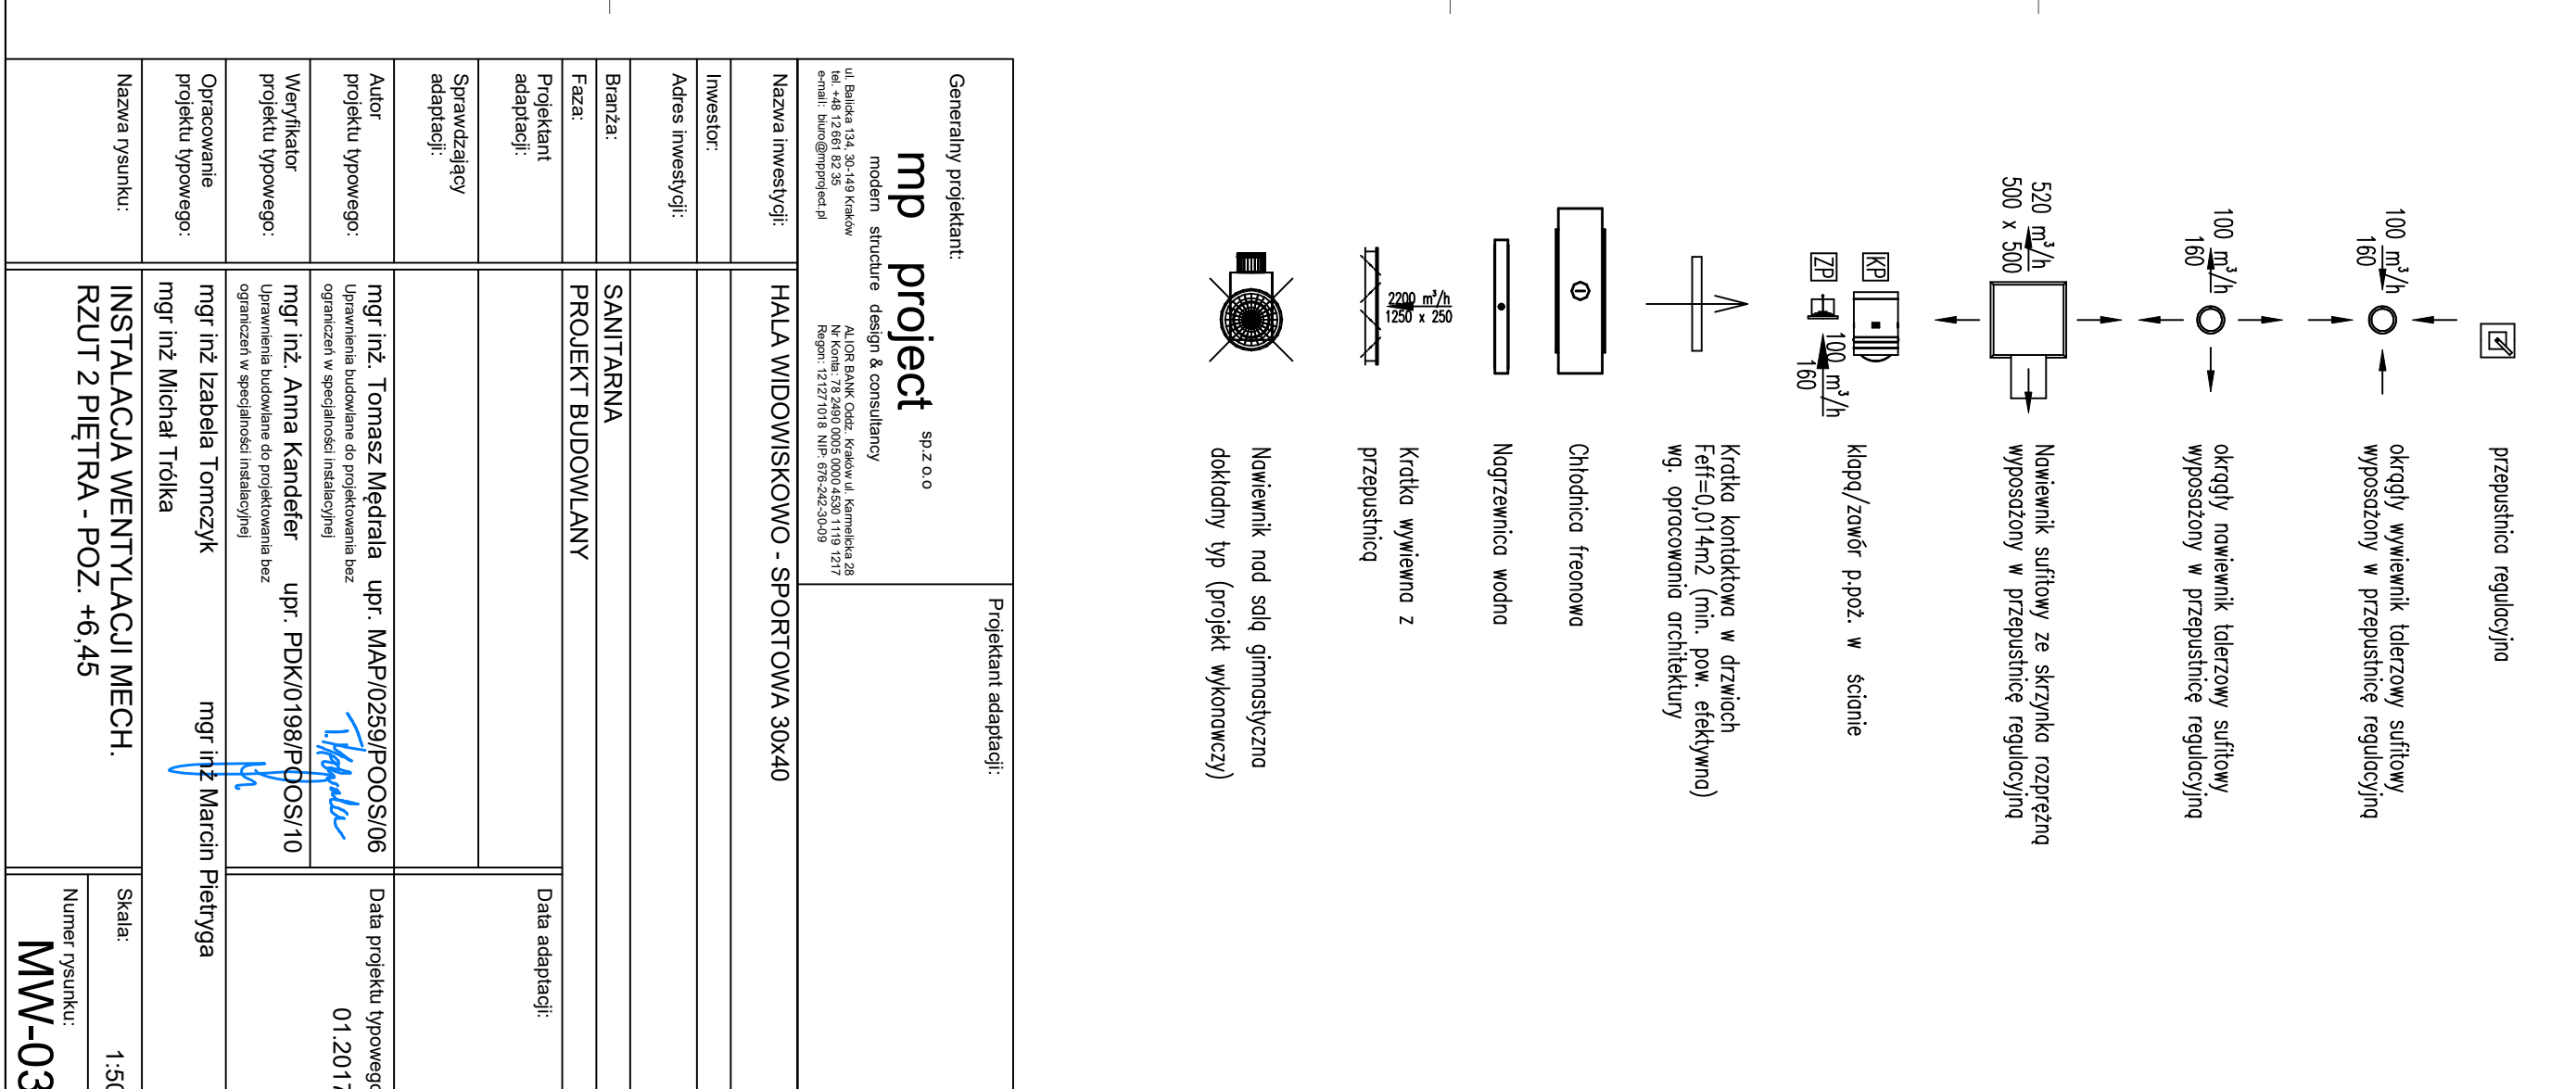 przepustnica regulacyjna
100 m³/h
160
okrągły wywiewnik talerzowy sufitowy
wyposażony w przepustnicę regulacyjną
100 m³/h
160
okrągły nawiewnik talerzowy sufitowy
wyposażony w przepustnicę regulacyjną
520 m³/h
500 x 500
Nawiewnik sufitowy ze skrzynka rozprężną
wyposażony w przepustnicę regulacyjną
KP
ZP
100 m³/h
160
klapą/zawór p.poż. w ścianie
Kratka kontaktowa w drzwiach
Feff=0,014m2 (min. pow. efektywna)
wg. opracowania architektury
Chłodnica freonowa
Nagrzewnica wodna
2200 m³/h
1250 x 250
Kratka wywiewna z
przepustnicą
Nawiewnik nad salą gimnastyczna
dokładny typ (projekt wykonawczy)
Generalny projektant:
mp project sp.z o.o
modern structure design & consultancy
ul. Balicka 134, 30-149 Kraków
tel. +48 12 661 82 35
e-mail: biuro@mpproject.pl
ALIOR BANK Oddz. Kraków ul. Karmelicka 28
Nr Konta: 78 2490 0005 0000 4530 1119 1217
Regon: 121271018 NIP: 676-242-30-09
Projektant adaptacji:
Nazwa inwestycji:
HALA WIDOWISKOWO - SPORTOWA 30x40
Inwestor:
Adres inwestycji:
Branża:
SANITARNA
Faza:
PROJEKT BUDOWLANY
Projektant
adaptacji:
Data adaptacji:
Sprawdzający
adaptacji:
Autor
projektu typowego:
mgr inż. Tomasz Mędrala upr. MAP/0259/POOS/06
Uprawnienia budowlane do projektowania bez
ograniczeń w specjalności instalacyjnej
Data projektu typowego
01.2017
Weryfikator
projektu typowego:
mgr inż. Anna Kandefer upr. PDK/0198/POOS/10
Uprawnienia budowlane do projektowania bez
ograniczeń w specjalności instalacyjnej
Opracowanie
projektu typowego:
mgr inż Izabela Tomczyk mgr inż Marcin Pietryga
mgr inż Michał Trólka
Nazwa rysunku:
INSTALACJA WENTYLACJI MECH.
RZUT 2 PIĘTRA - POZ. +6,45
Skala:
1:50
Numer rysunku:
MW-03